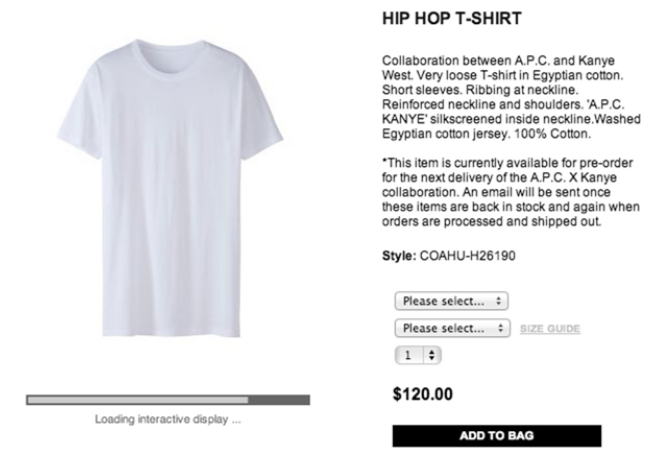 HIP HOP T-SHIRT
Collaboration between A.P.C. and Kanye
West. Very loose T-shirt in Egyptian cotton.
Short sleeves. Ribbing at neckline.
Reinforced neckline and shoulders. 'A.P.C.
KANYE' silkscreened inside neckline.Washed
Egyptian cotton jersey. 100% Cotton.
*This item is currently available for pre-order
for the next delivery of the A.P.C. X Kanye
collaboration. An email will be sent once
these items are back in stock and again when
orders are processed and shipped out.
Style: COAHU-H26190
Please select...
Please select... SIZE GUIDE
1
$120.00
Loading interactive display ...
ADD TO BAG